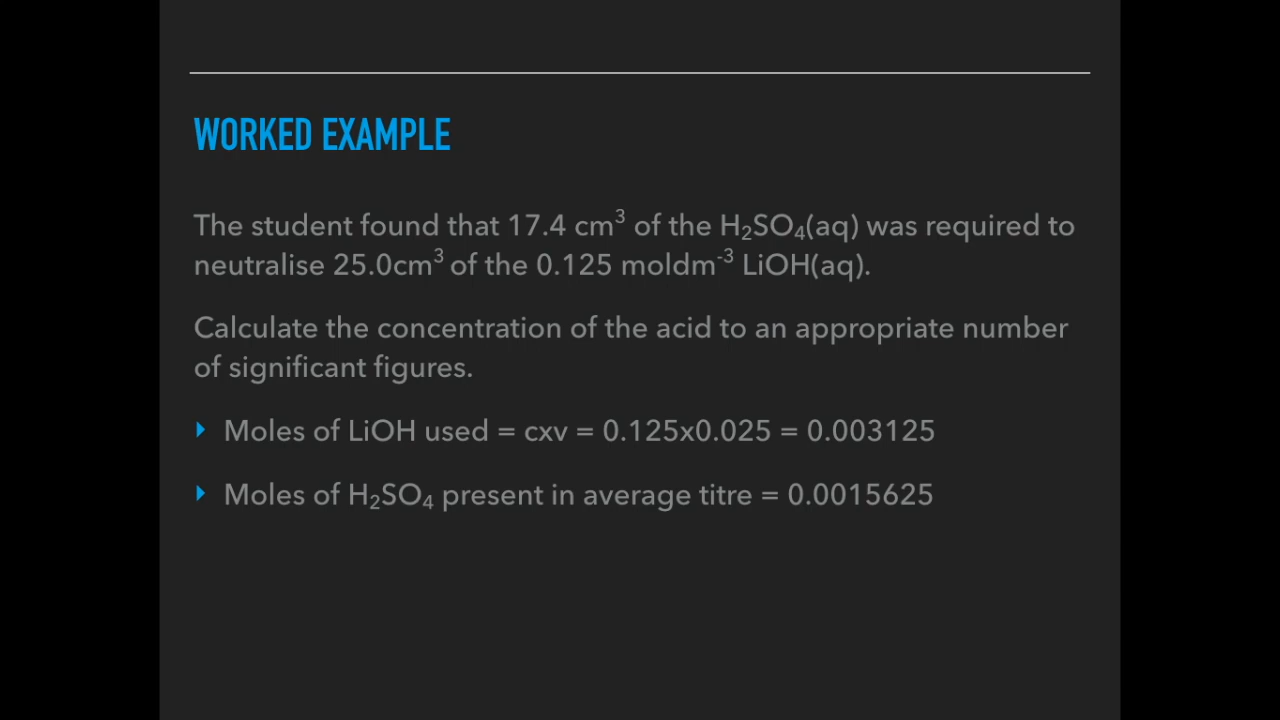 WORKED EXAMPLE
The student found that 17.4 cm³ of the H₂SO₄(aq) was required to
neutralise 25.0cm³ of the 0.125 moldm⁻³ LiOH(aq).
Calculate the concentration of the acid to an appropriate number
of significant figures.
‣ Moles of LiOH used = cxv = 0.125x0.025 = 0.003125
‣ Moles of H₂SO₄ present in average titre = 0.0015625